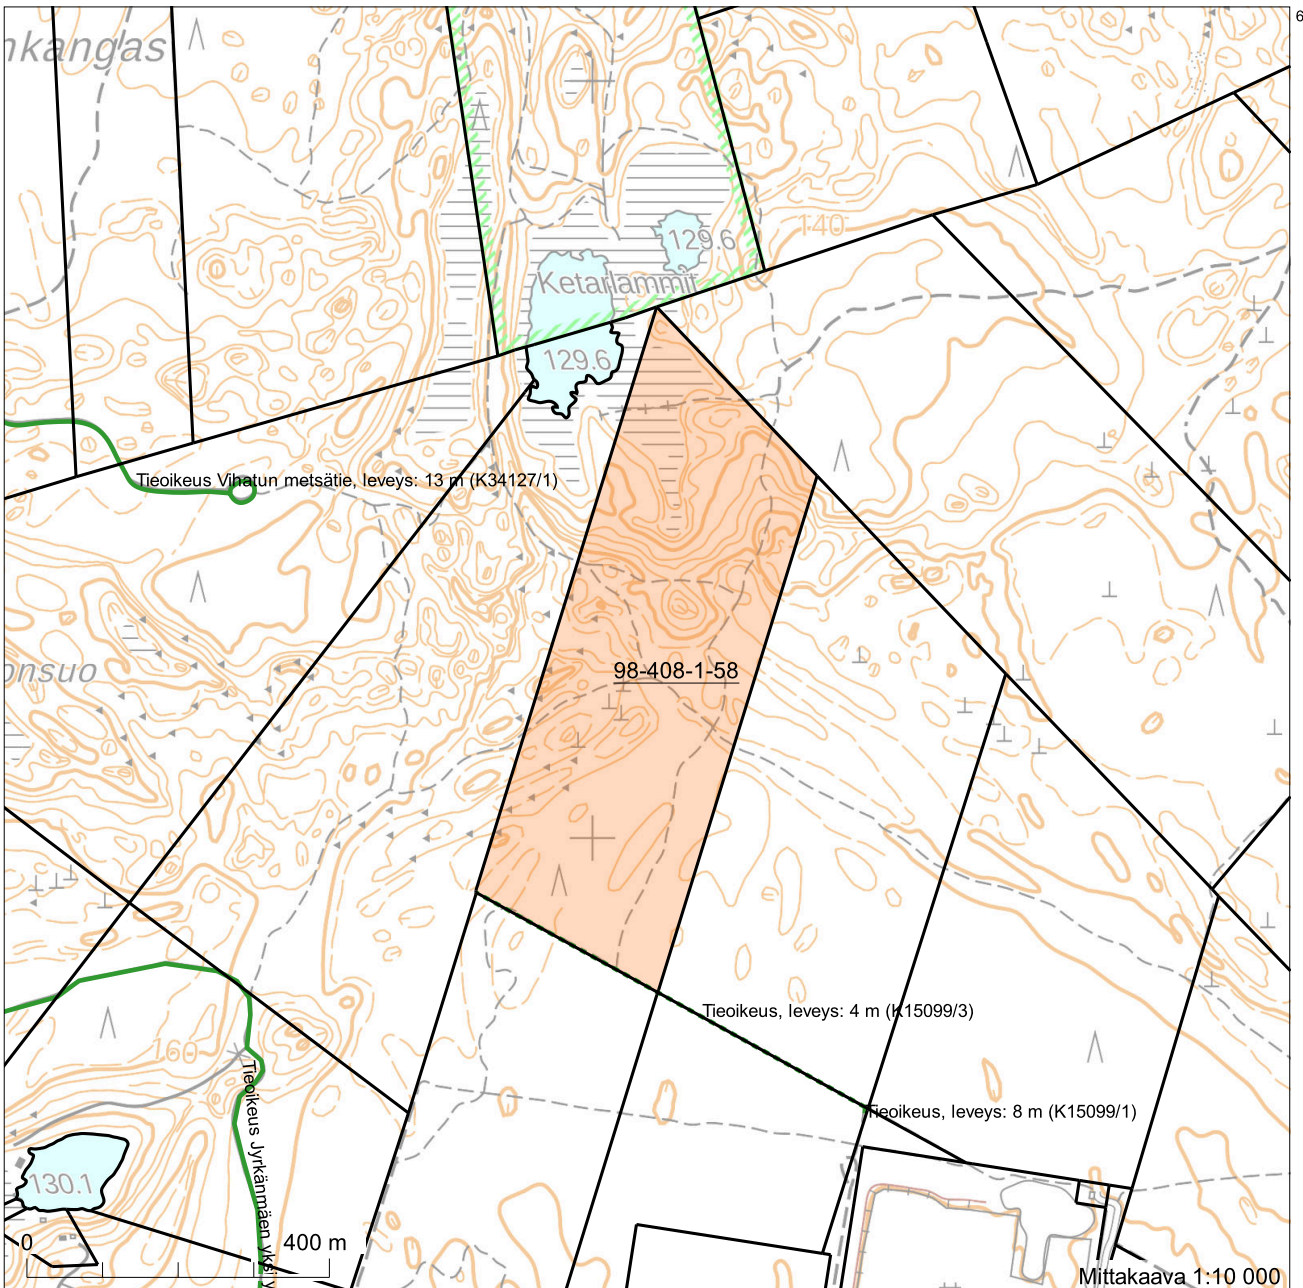 6
nkangas
129.6
140
Ketarlammit
129.6
Tieoikeus Vihatun metsätie, leveys: 13 m (K34127/1)
onsuo
98-408-1-58
Tieoikeus, leveys: 4 m (K15099/3)
160
Tieoikeus Jyrkänmäen yksi y
Tieoikeus, leveys: 8 m (K15099/1)
130.1
0
400 m
Mittakaava 1:10 000